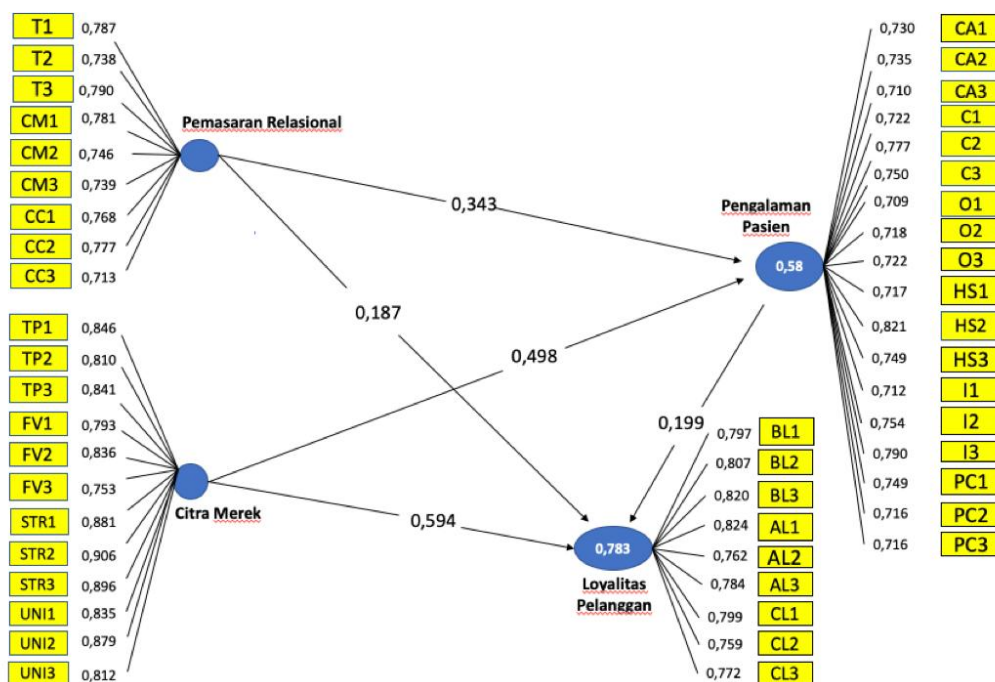 T1 0,787
T2 0,738
T3 0,790
CM1 0,781
CM2 0,746
CM3 0,739
CC1 0,768
CC2 0,777
CC3 0,713
Pemasaran Relasional
TP1 0,846
TP2 0,810
TP3 0,841
FV1 0,793
FV2 0,836
FV3 0,753
STR1 0,881
STR2 0,906
STR3 0,896
UNI1 0,835
UNI2 0,879
UNI3 0,812
Citra Merek
0,343
0,187
0,498
0,199
0,594
Pengalaman
Pasien
0,58
0,730 CA1
0,735 CA2
0,710 CA3
0,722 C1
0,777 C2
0,750 C3
0,709 O1
0,718 O2
0,722 O3
0,717 HS1
0,821 HS2
0,749 HS3
0,712 I1
0,754 I2
0,790 I3
0,749 PC1
0,716 PC2
0,716 PC3
0,783
Loyalitas
Pelanggan
0,797 BL1
0,807 BL2
0,820 BL3
0,824 AL1
0,762 AL2
0,784 AL3
0,799 CL1
0,759 CL2
0,772 CL3